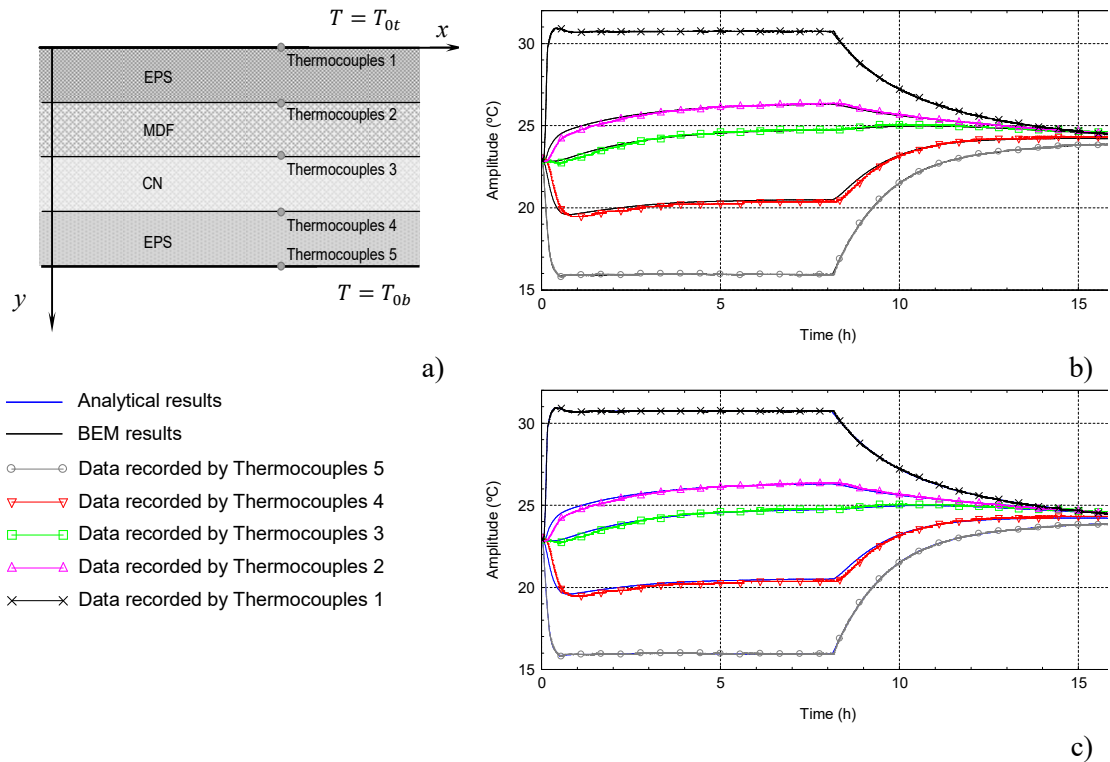 T = T₀ₜ
x
Thermocouples 1
EPS
Thermocouples 2
MDF
Thermocouples 3
CN
Thermocouples 4
EPS
Thermocouples 5
T = T₀b
y
a)
Amplitude (ºC)
30
25
20
15
0
5
10
15
Time (h)
b)
Analytical results
BEM results
Data recorded by Thermocouples 5
Data recorded by Thermocouples 4
Data recorded by Thermocouples 3
Data recorded by Thermocouples 2
Data recorded by Thermocouples 1
Amplitude (ºC)
30
25
20
15
0
5
10
15
Time (h)
c)